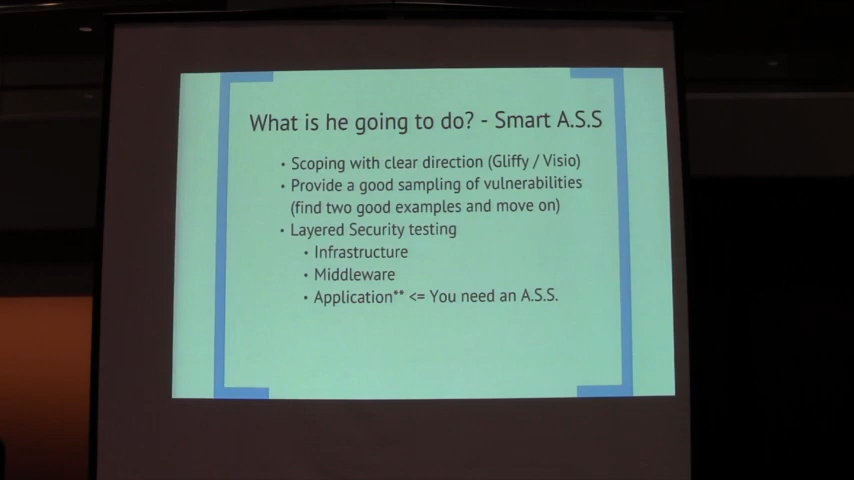 What is he going to do? - Smart A.S.S
• Scoping with clear direction (Gliffy / Visio)
• Provide a good sampling of vulnerabilities
(find two good examples and move on)
• Layered Security testing
• Infrastructure
• Middleware
• Application** <= You need an A.S.S.